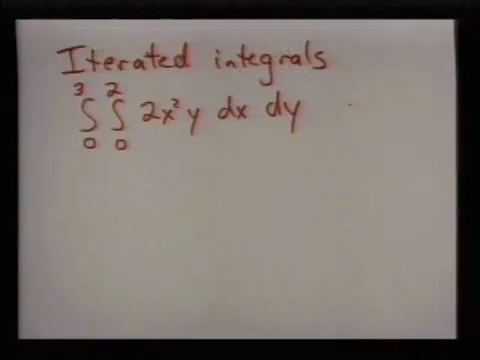 Iterated integrals
∫₀³ ∫₀² 2x²y dx dy